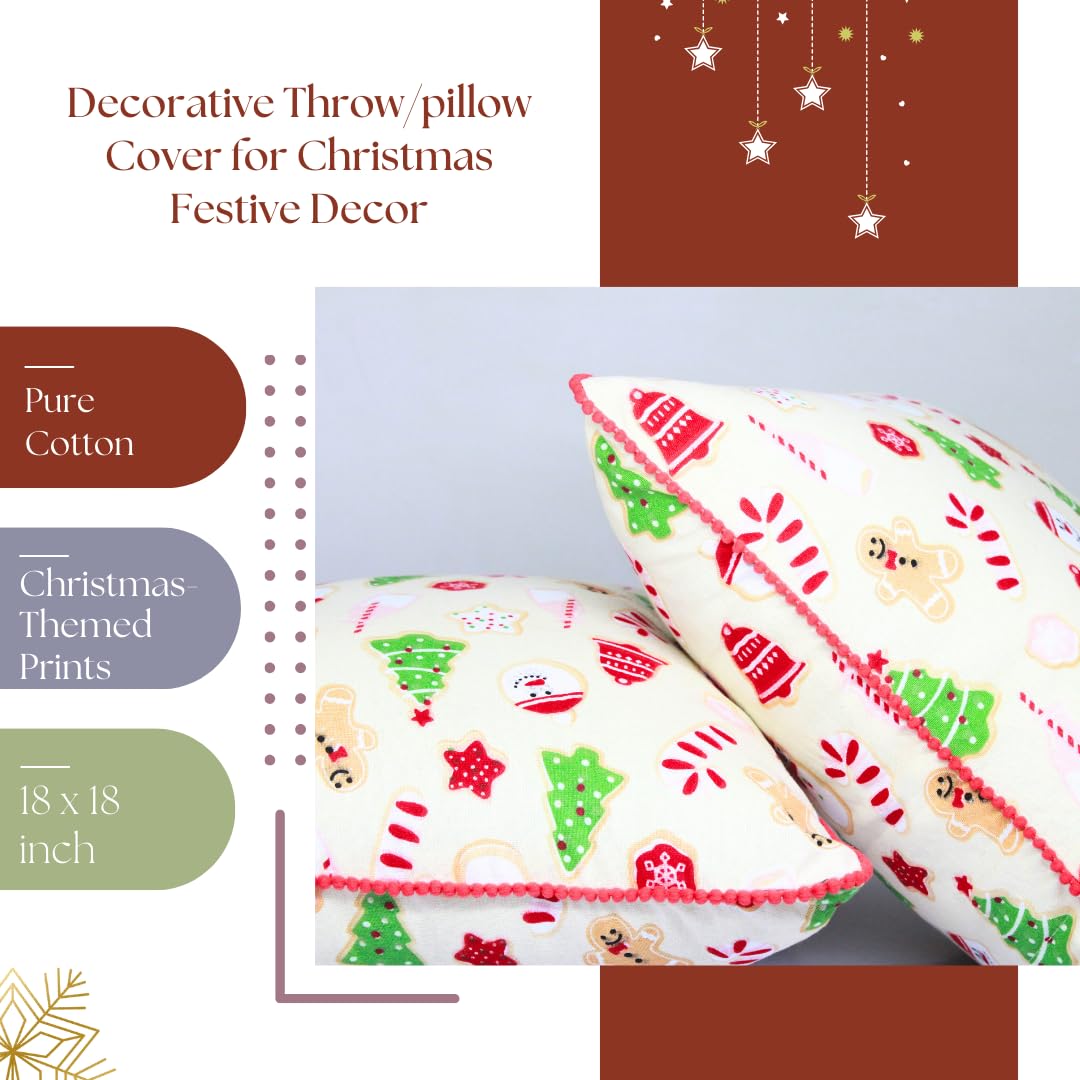 Decorative Throw/pillow
Cover for Christmas
Festive Decor
Pure
Cotton
Christmas-
Themed
Prints
18 x 18
inch